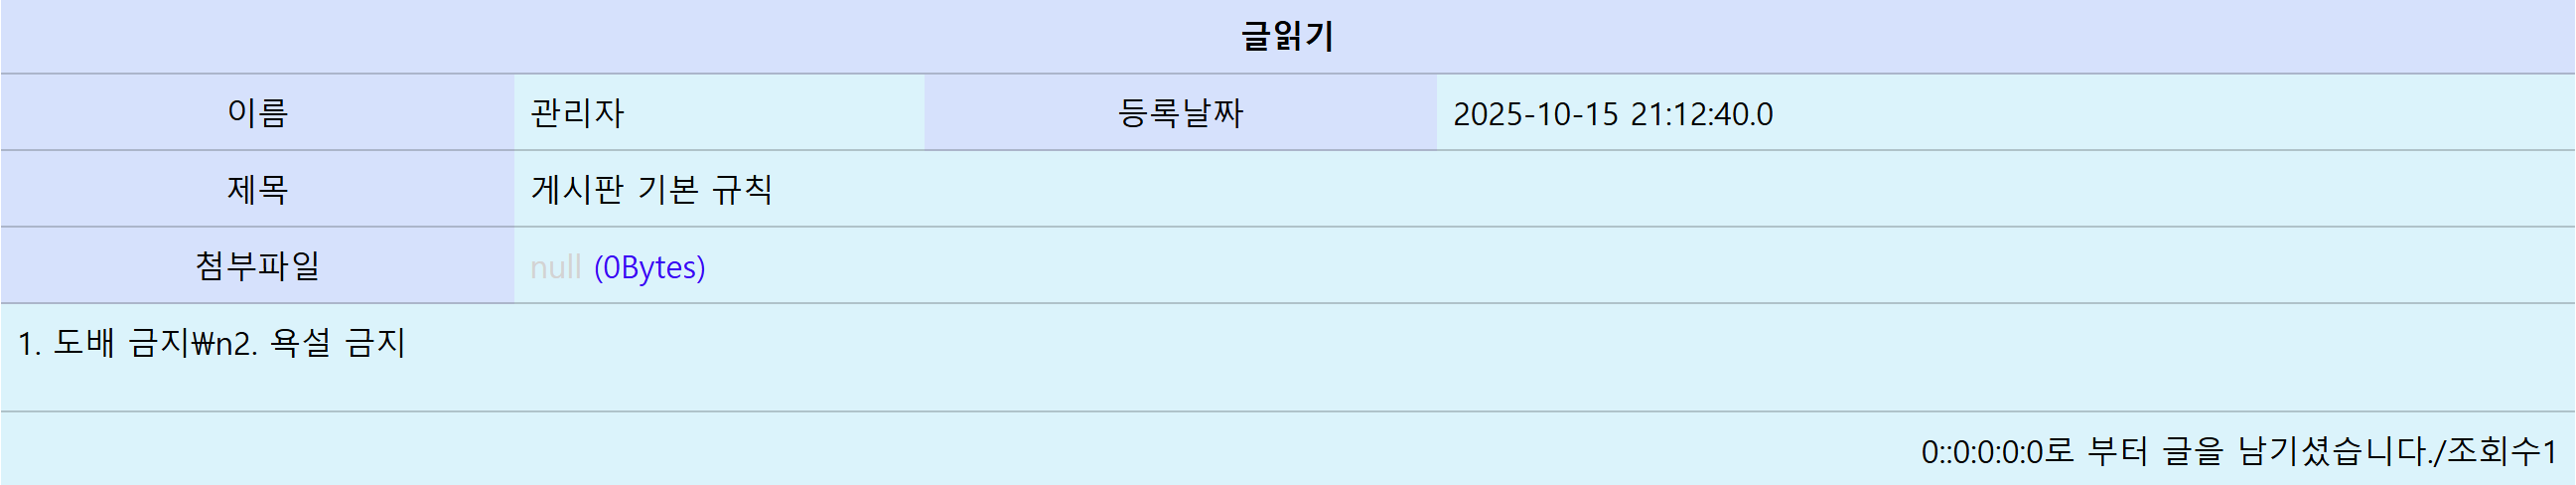 글읽기
이름 관리자 등록날짜 2025-10-15 21:12:40.0
제목 게시판 기본 규칙
첨부파일 null (0Bytes)
1. 도배 금지₩n2. 욕설 금지
0::0:0:0:0로 부터 글을 남기셨습니다./조회수1